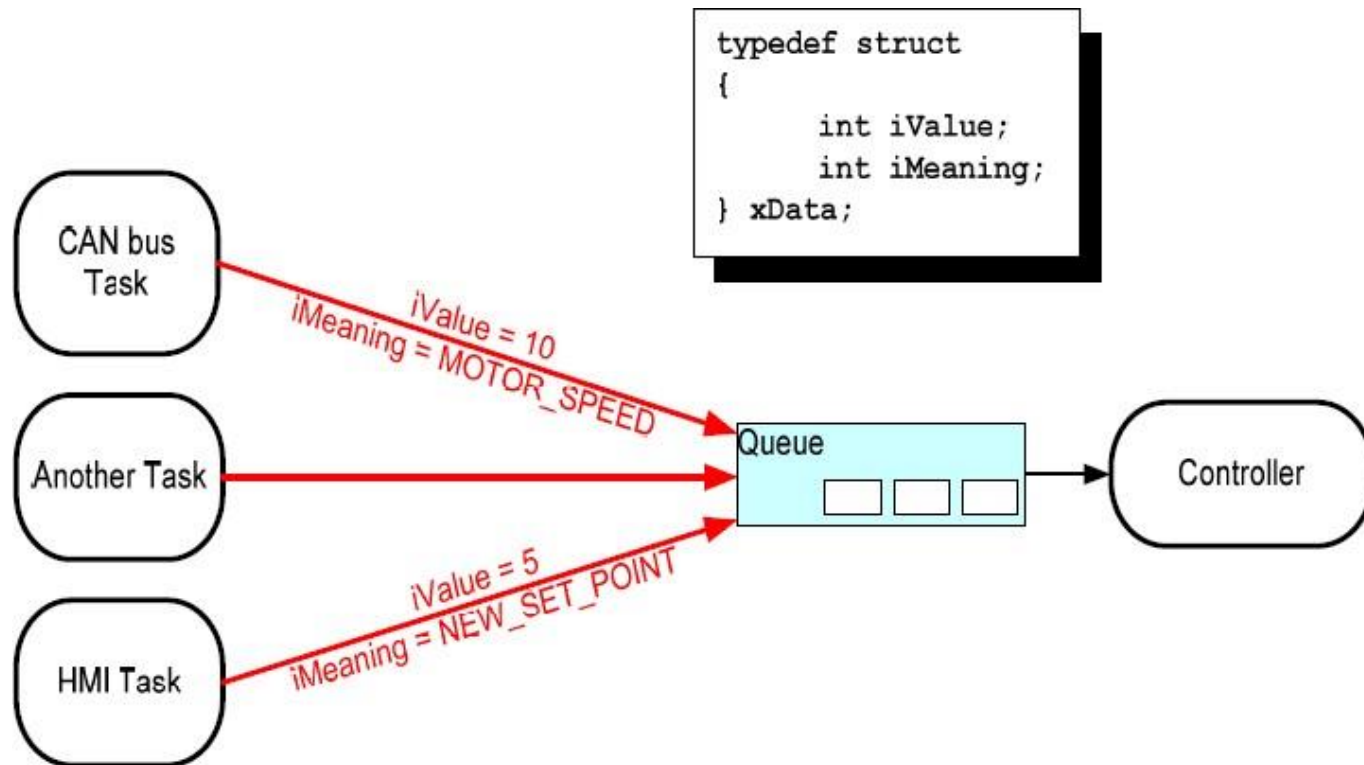 typedef struct
{
int iValue;
int iMeaning;
} xData;
CAN bus
Task
iValue = 10
iMeaning = MOTOR_SPEED
Another Task
Queue
Controller
iValue = 5
iMeaning = NEW_SET_POINT
HMI Task